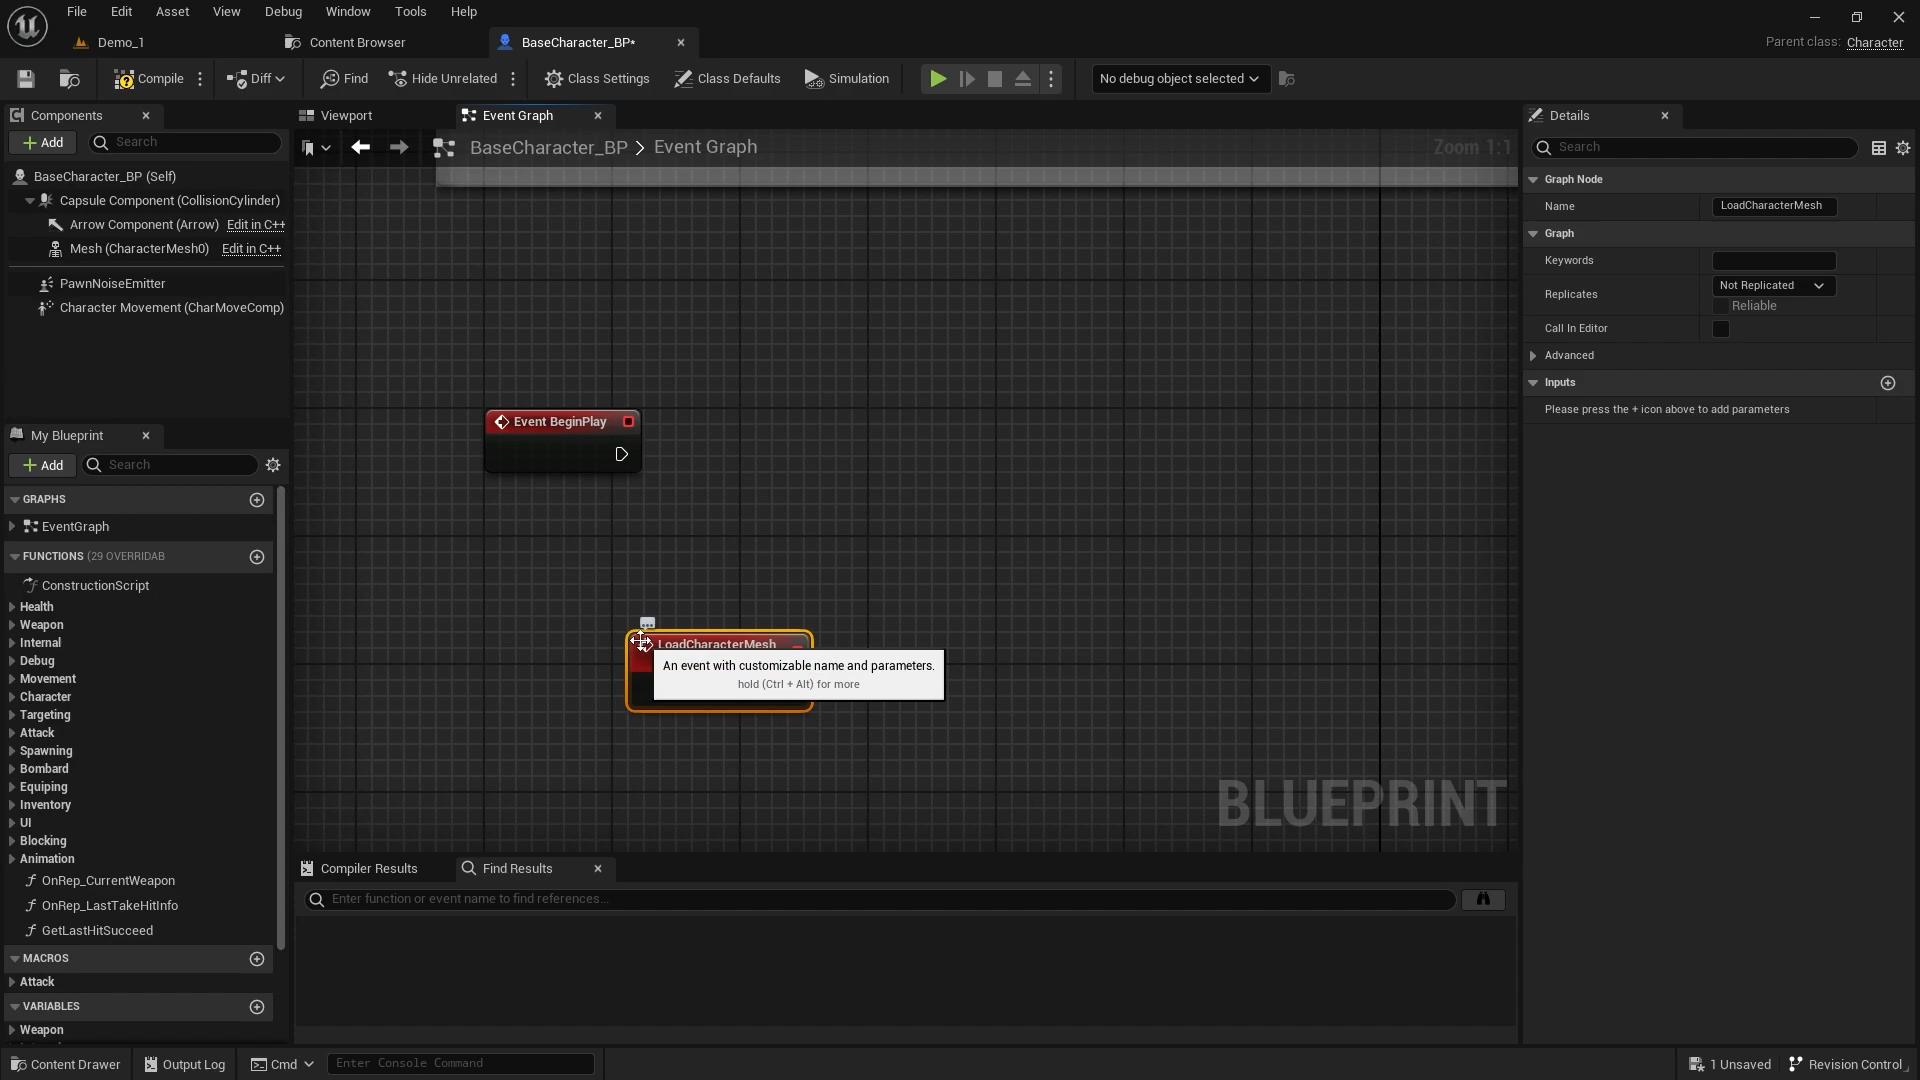 File Edit Asset View Debug Window Tools Help
Demo_1
Content Browser
BaseCharacter_BP*
Parent class: Character
Compile
Diff
Find
Hide Unrelated
Class Settings
Class Defaults
Simulation
No debug object selected
Components
Add
Search
BaseCharacter_BP (Self)
Capsule Component (CollisionCylinder)
Arrow Component (Arrow) Edit in C++
Mesh (CharacterMesh0) Edit in C++
PawnNoiseEmitter
Character Movement (CharMoveComp)
My Blueprint
Add
Search
GRAPHS
EventGraph
FUNCTIONS (29 OVERRIDAB
ConstructionScript
Health
Weapon
Internal
Debug
Movement
Character
Targeting
Attack
Spawning
Bombard
Equiping
Inventory
UI
Blocking
Animation
OnRep_CurrentWeapon
OnRep_LastTakeHitInfo
GetLastHitSucceed
MACROS
Attack
VARIABLES
Weapon
Viewport
Event Graph
BaseCharacter_BP > Event Graph
Zoom 1:1
Event BeginPlay
LoadCharacterMesh
An event with customizable name and parameters.
hold (Ctrl + Alt) for more
BLUEPRINT
Compiler Results
Find Results
Enter function or event name to find references...
Details
Search
Graph Node
Name LoadCharacterMesh
Graph
Keywords
Replicates Not Replicated
Reliable
Call In Editor
Advanced
Inputs
Please press the + icon above to add parameters
Content Drawer
Output Log
Cmd
Enter Console Command
1 Unsaved
Revision Control